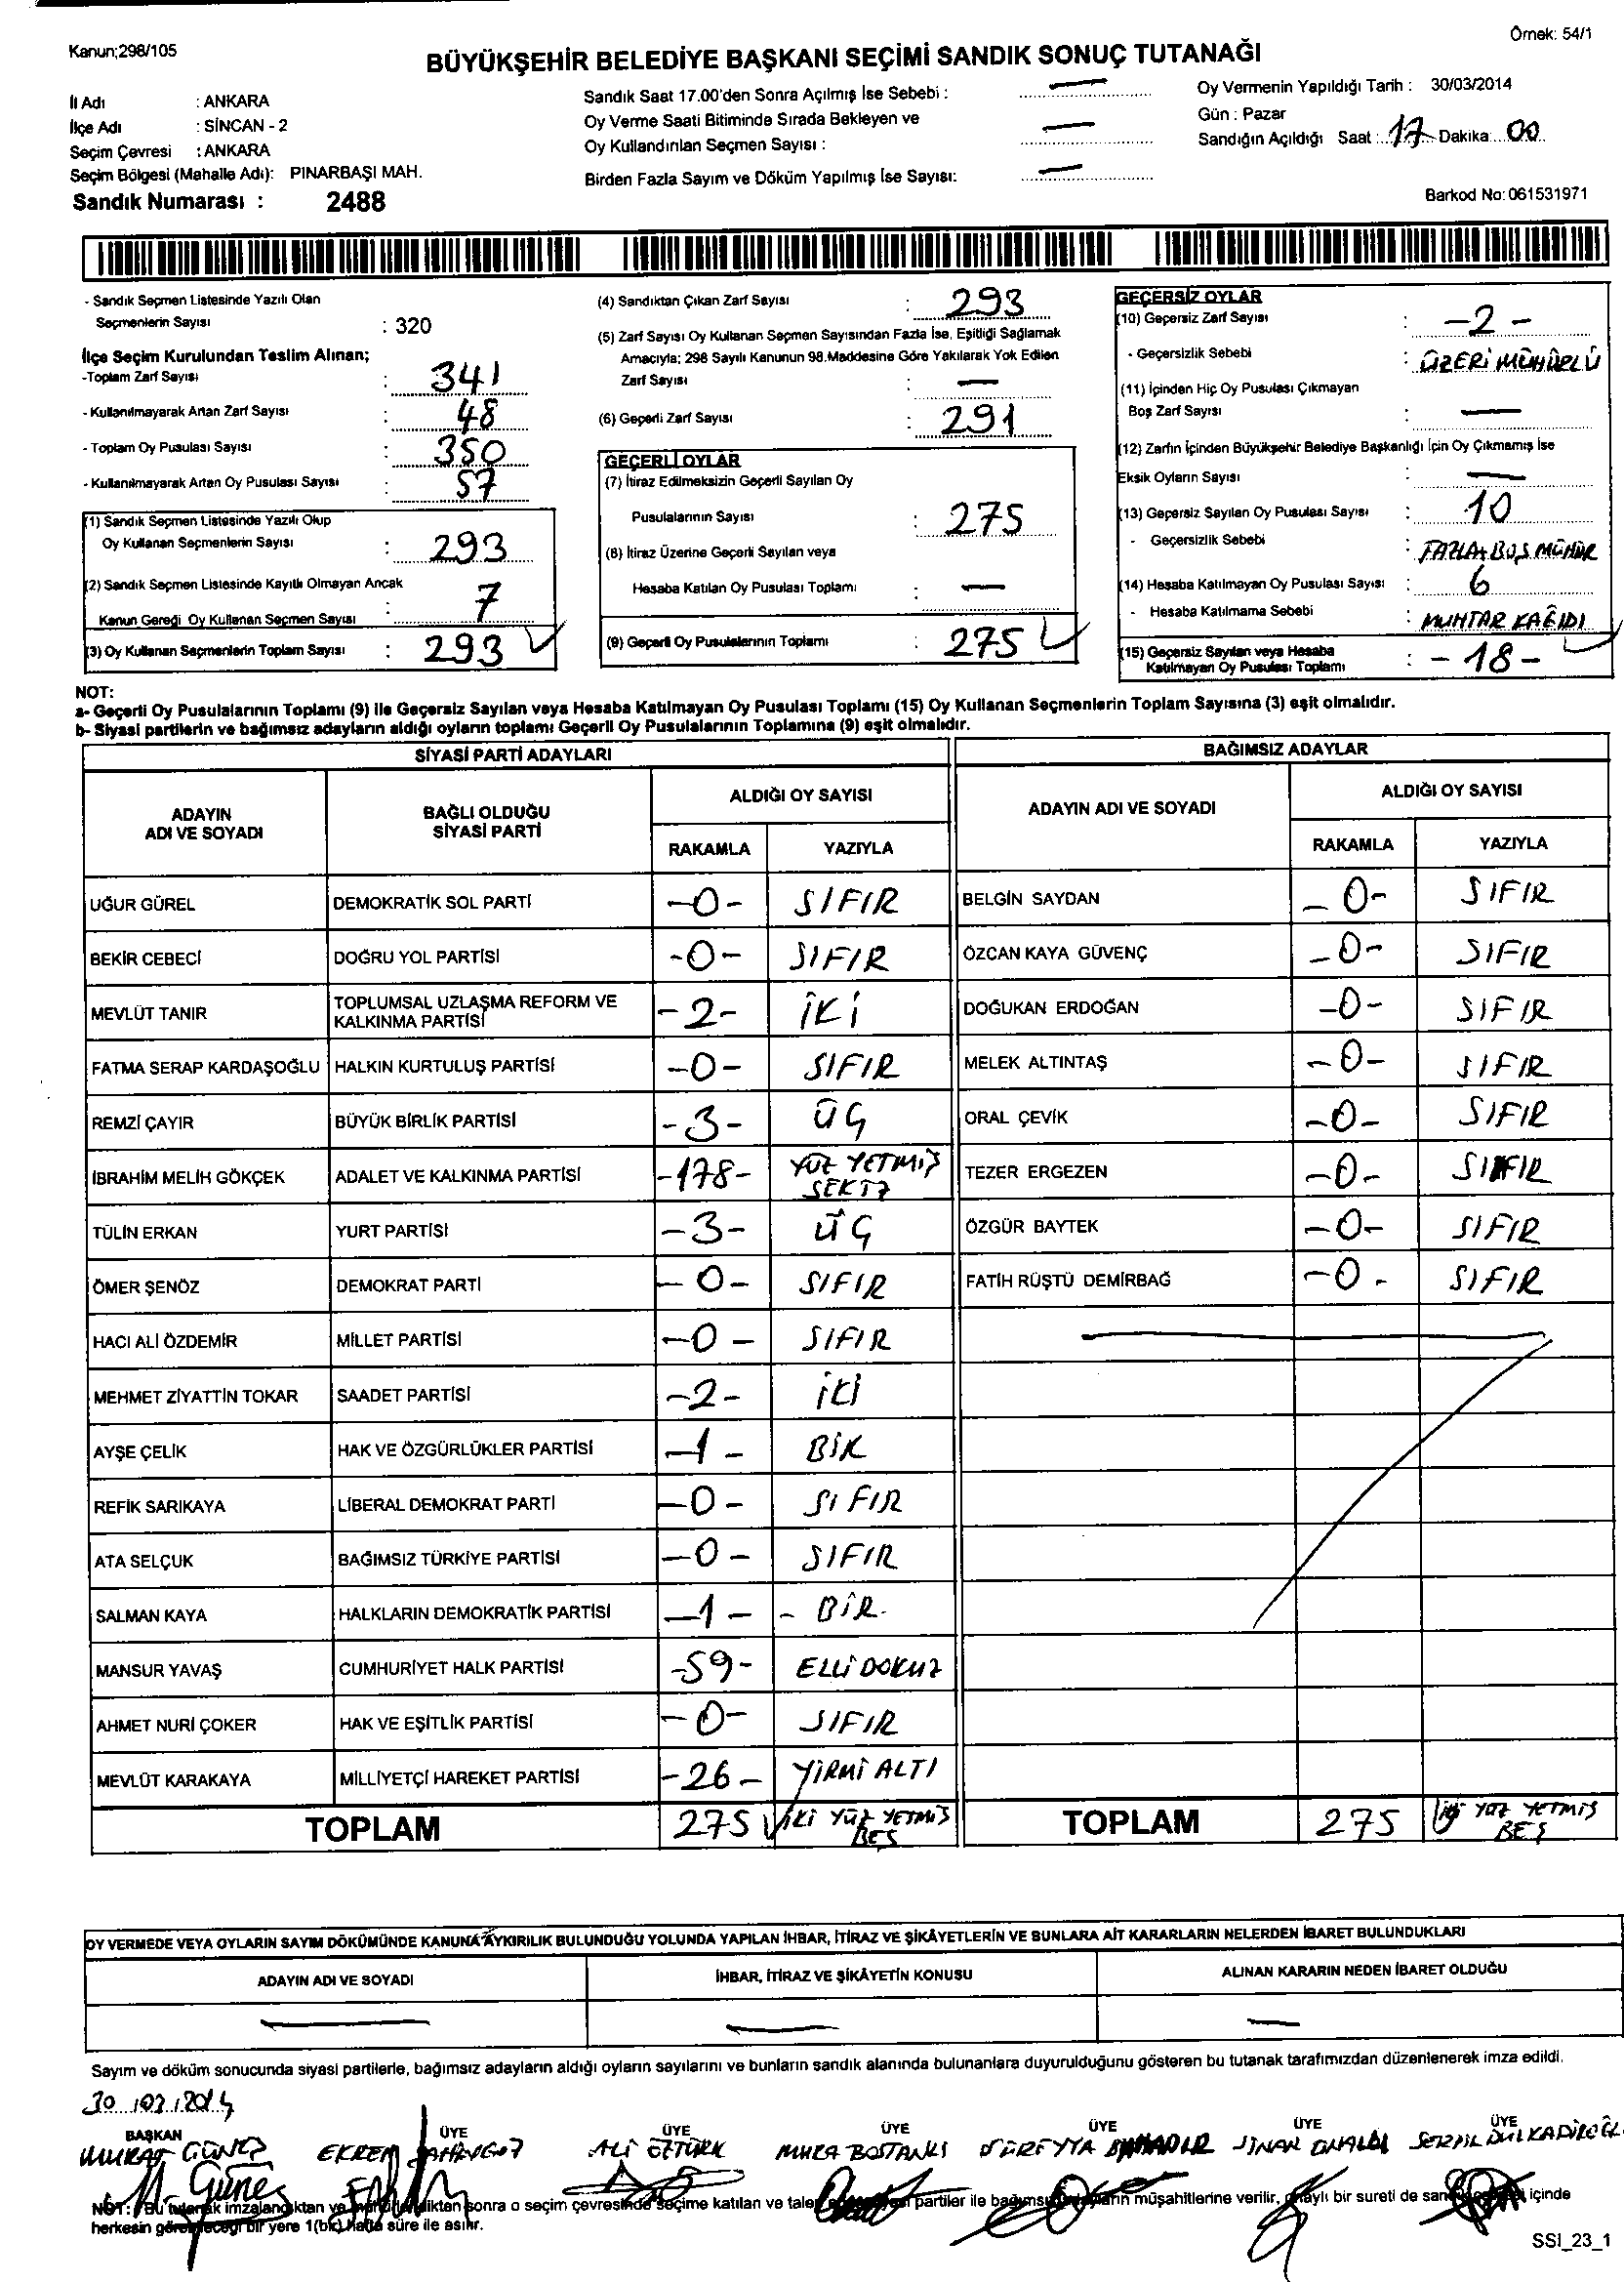 Kanun;298/105
Örnek: 54/1
BÜYÜKŞEHİR BELEDİYE BAŞKANI SEÇİMİ SANDIK SONUÇ TUTANAĞI
İl Adı : ANKARA
İlçe Adı : SİNCAN - 2
Seçim Çevresi : ANKARA
Seçim Bölgesi (Mahalle Adı): PINARBAŞI MAH.
Sandık Numarası : 2488
Sandık Saat 17.00'den Sonra Açılmış İse Sebebi :
Oy Verme Saati Bitiminde Sırada Bekleyen ve
Oy Kullandırılan Seçmen Sayısı :
Birden Fazla Sayım ve Döküm Yapılmış İse Sayısı:
Oy Vermenin Yapıldığı Tarih : 30/03/2014
Gün : Pazar
Sandığın Açıldığı Saat : 17 Dakika: 00
Barkod No: 061531971
- Sandık Seçmen Listesinde Yazılı Olan
Seçmenlerin Sayısı : 320
İlçe Seçim Kurulundan Teslim Alınan;
-Toplam Zarf Sayısı : 341
- Kullanılmayarak Artan Zarf Sayısı : 48
- Toplam Oy Pusulası Sayısı : 350
- Kullanılmayarak Artan Oy Pusulası Sayısı : 57
(1) Sandık Seçmen Listesinde Yazılı Olup
Oy Kullanan Seçmenlerin Sayısı : 293
(2) Sandık Seçmen Listesinde Kayıtlı Olmayan Ancak
Kanun Gereği Oy Kullanan Seçmen Sayısı : 7
(3) Oy Kullanan Seçmenlerin Toplam Sayısı : 293
(4) Sandıktan Çıkan Zarf Sayısı : 293
(5) Zarf Sayısı Oy Kullanan Seçmen Sayısından Fazla İse, Eşitliği Sağlamak
Amacıyla; 298 Sayılı Kanunun 98.Maddesine Göre Yakılarak Yok Edilen
Zarf Sayısı : —
(6) Geçerli Zarf Sayısı : 291
GEÇERLİ OYLAR
(7) İtiraz Edilmeksizin Geçerli Sayılan Oy
Pusulalarının Sayısı : 275
(8) İtiraz Üzerine Geçerli Sayılan veya
Hesaba Katılan Oy Pusulası Toplamı : —
(9) Geçerli Oy Pusulalarının Toplamı : 275
GEÇERSİZ OYLAR
(10) Geçersiz Zarf Sayısı : -2-
- Geçersizlik Sebebi : ÜZERİ MÜHÜRLÜ
(11) İçinden Hiç Oy Pusulası Çıkmayan
Boş Zarf Sayısı : —
(12) Zarfın İçinden Büyükşehir Belediye Başkanlığı İçin Oy Çıkmamış İse
Eksik Oyların Sayısı —
(13) Geçersiz Sayılan Oy Pusulası Sayısı : 10
- Geçersizlik Sebebi : FAZLA+BOŞ MÜHÜR
(14) Hesaba Katılmayan Oy Pusulası Sayısı : 6
- Hesaba Katılmama Sebebi : MUHTAR KAĞIDI
(15) Geçersiz Sayılan veya Hesaba
Katılmayan Oy Pusulası Toplamı : -18-
NOT:
a- Geçerli Oy Pusulalarının Toplamı (9) ile Geçersiz Sayılan veya Hesaba Katılmayan Oy Pusulası Toplamı (15) Oy Kullanan Seçmenlerin Toplam Sayısına (3) eşit olmalıdır.
b- Siyasi partilerin ve bağımsız adayların aldığı oyların toplamı Geçerli Oy Pusulalarının Toplamına (9) eşit olmalıdır.
SİYASİ PARTİ ADAYLARI
ADAYIN ADI VE SOYADI BAĞLI OLDUĞU SİYASİ PARTİ ALDIĞI OY SAYISI
RAKAMLA YAZIYLA
UĞUR GÜREL DEMOKRATİK SOL PARTİ -0- SIFIR
BEKİR CEBECİ DOĞRU YOL PARTİSİ -0- SIFIR
MEVLÜT TANIR TOPLUMSAL UZLAŞMA REFORM VE KALKINMA PARTİSİ -2- İKİ
FATMA SERAP KARDAŞOĞLU HALKIN KURTULUŞ PARTİSİ -0- SIFIR
REMZİ ÇAYIR BÜYÜK BİRLİK PARTİSİ -3- ÜÇ
İBRAHİM MELİH GÖKÇEK ADALET VE KALKINMA PARTİSİ -178- YÜZ YETMİŞ SEKİZ
TÜLİN ERKAN YURT PARTİSİ -3- ÜÇ
ÖMER ŞENÖZ DEMOKRAT PARTİ -0- SIFIR
HACI ALİ ÖZDEMİR MİLLET PARTİSİ -0- SIFIR
MEHMET ZİYATTİN TOKAR SAADET PARTİSİ -2- İKİ
AYŞE ÇELİK HAK VE ÖZGÜRLÜKLER PARTİSİ -1- BİR
REFİK SARIKAYA LİBERAL DEMOKRAT PARTİ -0- SIFIR
ATA SELÇUK BAĞIMSIZ TÜRKİYE PARTİSİ -0- SIFIR
SALMAN KAYA HALKLARIN DEMOKRATİK PARTİSİ -1- - BİR.
MANSUR YAVAŞ CUMHURİYET HALK PARTİSİ -59- ELLİ DOKUZ
AHMET NURİ ÇOKER HAK VE EŞİTLİK PARTİSİ -0- SIFIR
MEVLÜT KARAKAYA MİLLİYETÇİ HAREKET PARTİSİ -26- YİRMİ ALTI
TOPLAM 275 İKİ YÜZ YETMİŞ BEŞ
BAĞIMSIZ ADAYLAR
ADAYIN ADI VE SOYADI ALDIĞI OY SAYISI
RAKAMLA YAZIYLA
BELGİN SAYDAN -0- SIFIR
ÖZCAN KAYA GÜVENÇ -0- SIFIR
DOĞUKAN ERDOĞAN -0- SIFIR
MELEK ALTINTAŞ -0- SIFIR
ORAL ÇEVİK -0- SIFIR
TEZER ERGEZEN -0- SIFIR
ÖZGÜR BAYTEK -0- SIFIR
FATİH RÜŞTÜ DEMİRBAĞ -0- SIFIR
TOPLAM 275 İKİ YÜZ YETMİŞ BEŞ
OY VERMEDE VEYA OYLARIN SAYIM DÖKÜMÜNDE KANUNA AYKIRILIK BULUNDUĞU YOLUNDA YAPILAN İHBAR, İTİRAZ VE ŞİKÂYETLERİN VE BUNLARA AİT KARARLARIN NELERDEN İBARET BULUNDUKLARI
ADAYIN ADI VE SOYADI İHBAR, İTİRAZ VE ŞİKÂYETİN KONUSU ALINAN KARARIN NEDEN İBARET OLDUĞU
Sayım ve döküm sonucunda siyasi partilerle, bağımsız adayların aldığı oyların sayılarını ve bunların sandık alanında bulunanlara duyurulduğunu gösteren bu tutanak tarafımızdan düzenlenerek imza edildi.
30/03/2014
BAŞKAN ÜYE ÜYE ÜYE ÜYE ÜYE ÜYE
MURAT GÜNEŞ EKREM ALİ ÖZTÜRK BOSTANCI SÜREYYA SİNAN ÜNALDI
M. Güneş
NOT: Bu tutanak imzalandıktan ve mühürlendikten sonra o seçim çevresinde seçime katılan ve talep partiler ile bağımsız müşahitlerine verilir, onaylı bir sureti de içinde
herkesin görebileceği bir yere 1(bir) hafta süre ile asılır.
SSI_23_1